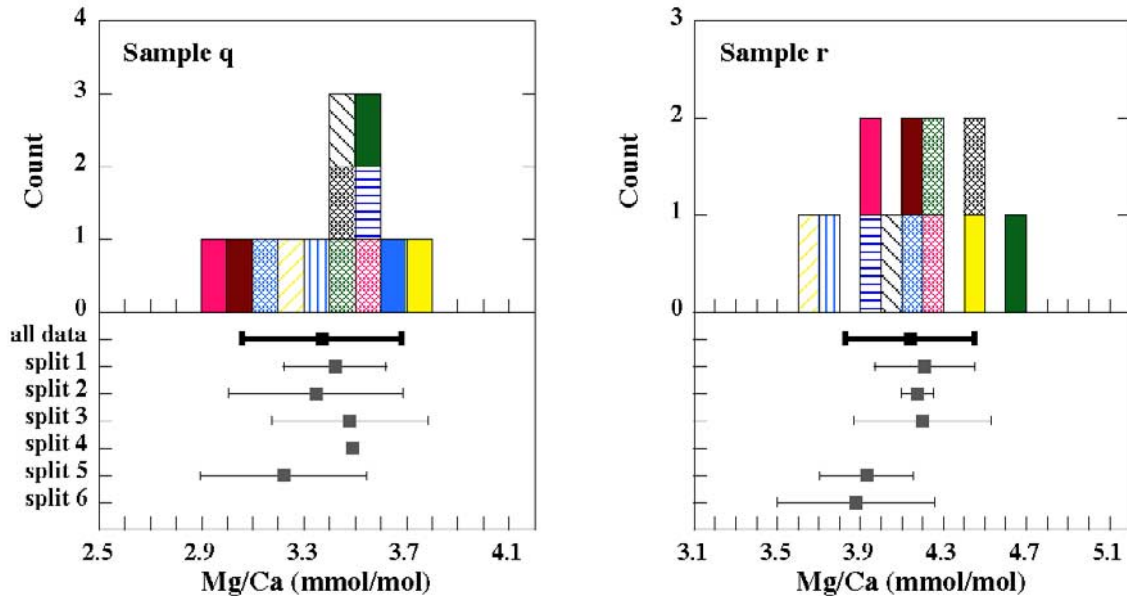 4
Sample q
3
2
1
0
Count
all data
split 1
split 2
split 3
split 4
split 5
split 6
2.5 2.9 3.3 3.7 4.1
Mg/Ca (mmol/mol)
3
Sample r
2
1
0
Count
3.1 3.5 3.9 4.3 4.7 5.1
Mg/Ca (mmol/mol)